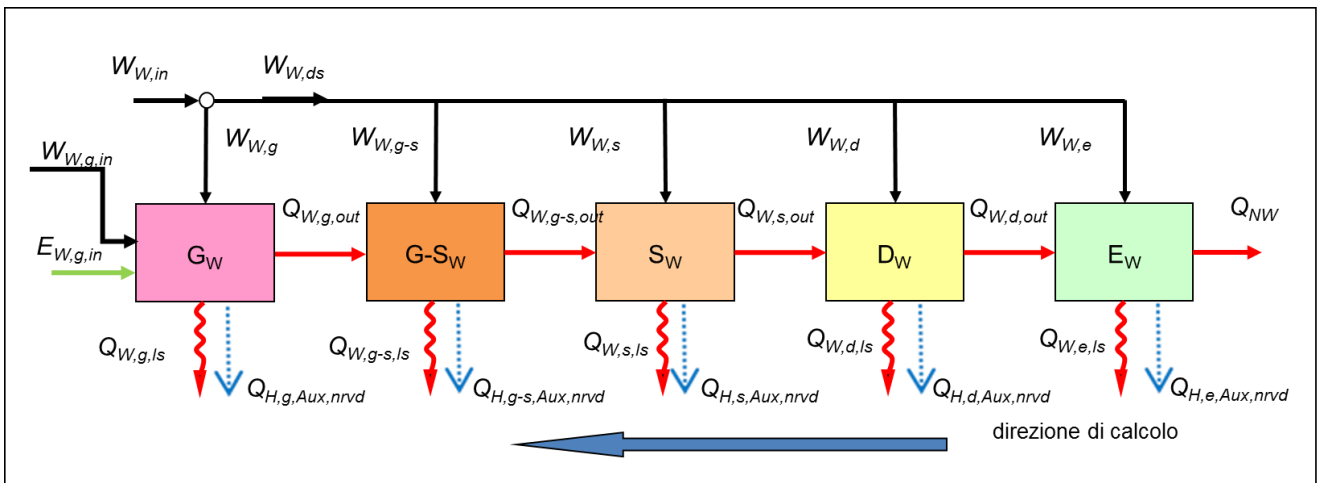 W_W,in
W_W,ds
W_W,g
W_W,g-s
W_W,s
W_W,d
W_W,e
W_W,g,in
Q_W,g,out
Q_W,g-s,out
Q_W,s,out
Q_W,d,out
Q_NW
E_W,g,in
G_W
G-S_W
S_W
D_W
E_W
Q_W,g,ls
Q_W,g-s,ls
Q_W,s,ls
Q_W,d,ls
Q_W,e,ls
Q_H,g,Aux,nrvd
Q_H,g-s,Aux,nrvd
Q_H,s,Aux,nrvd
Q_H,d,Aux,nrvd
Q_H,e,Aux,nrvd
direzione di calcolo